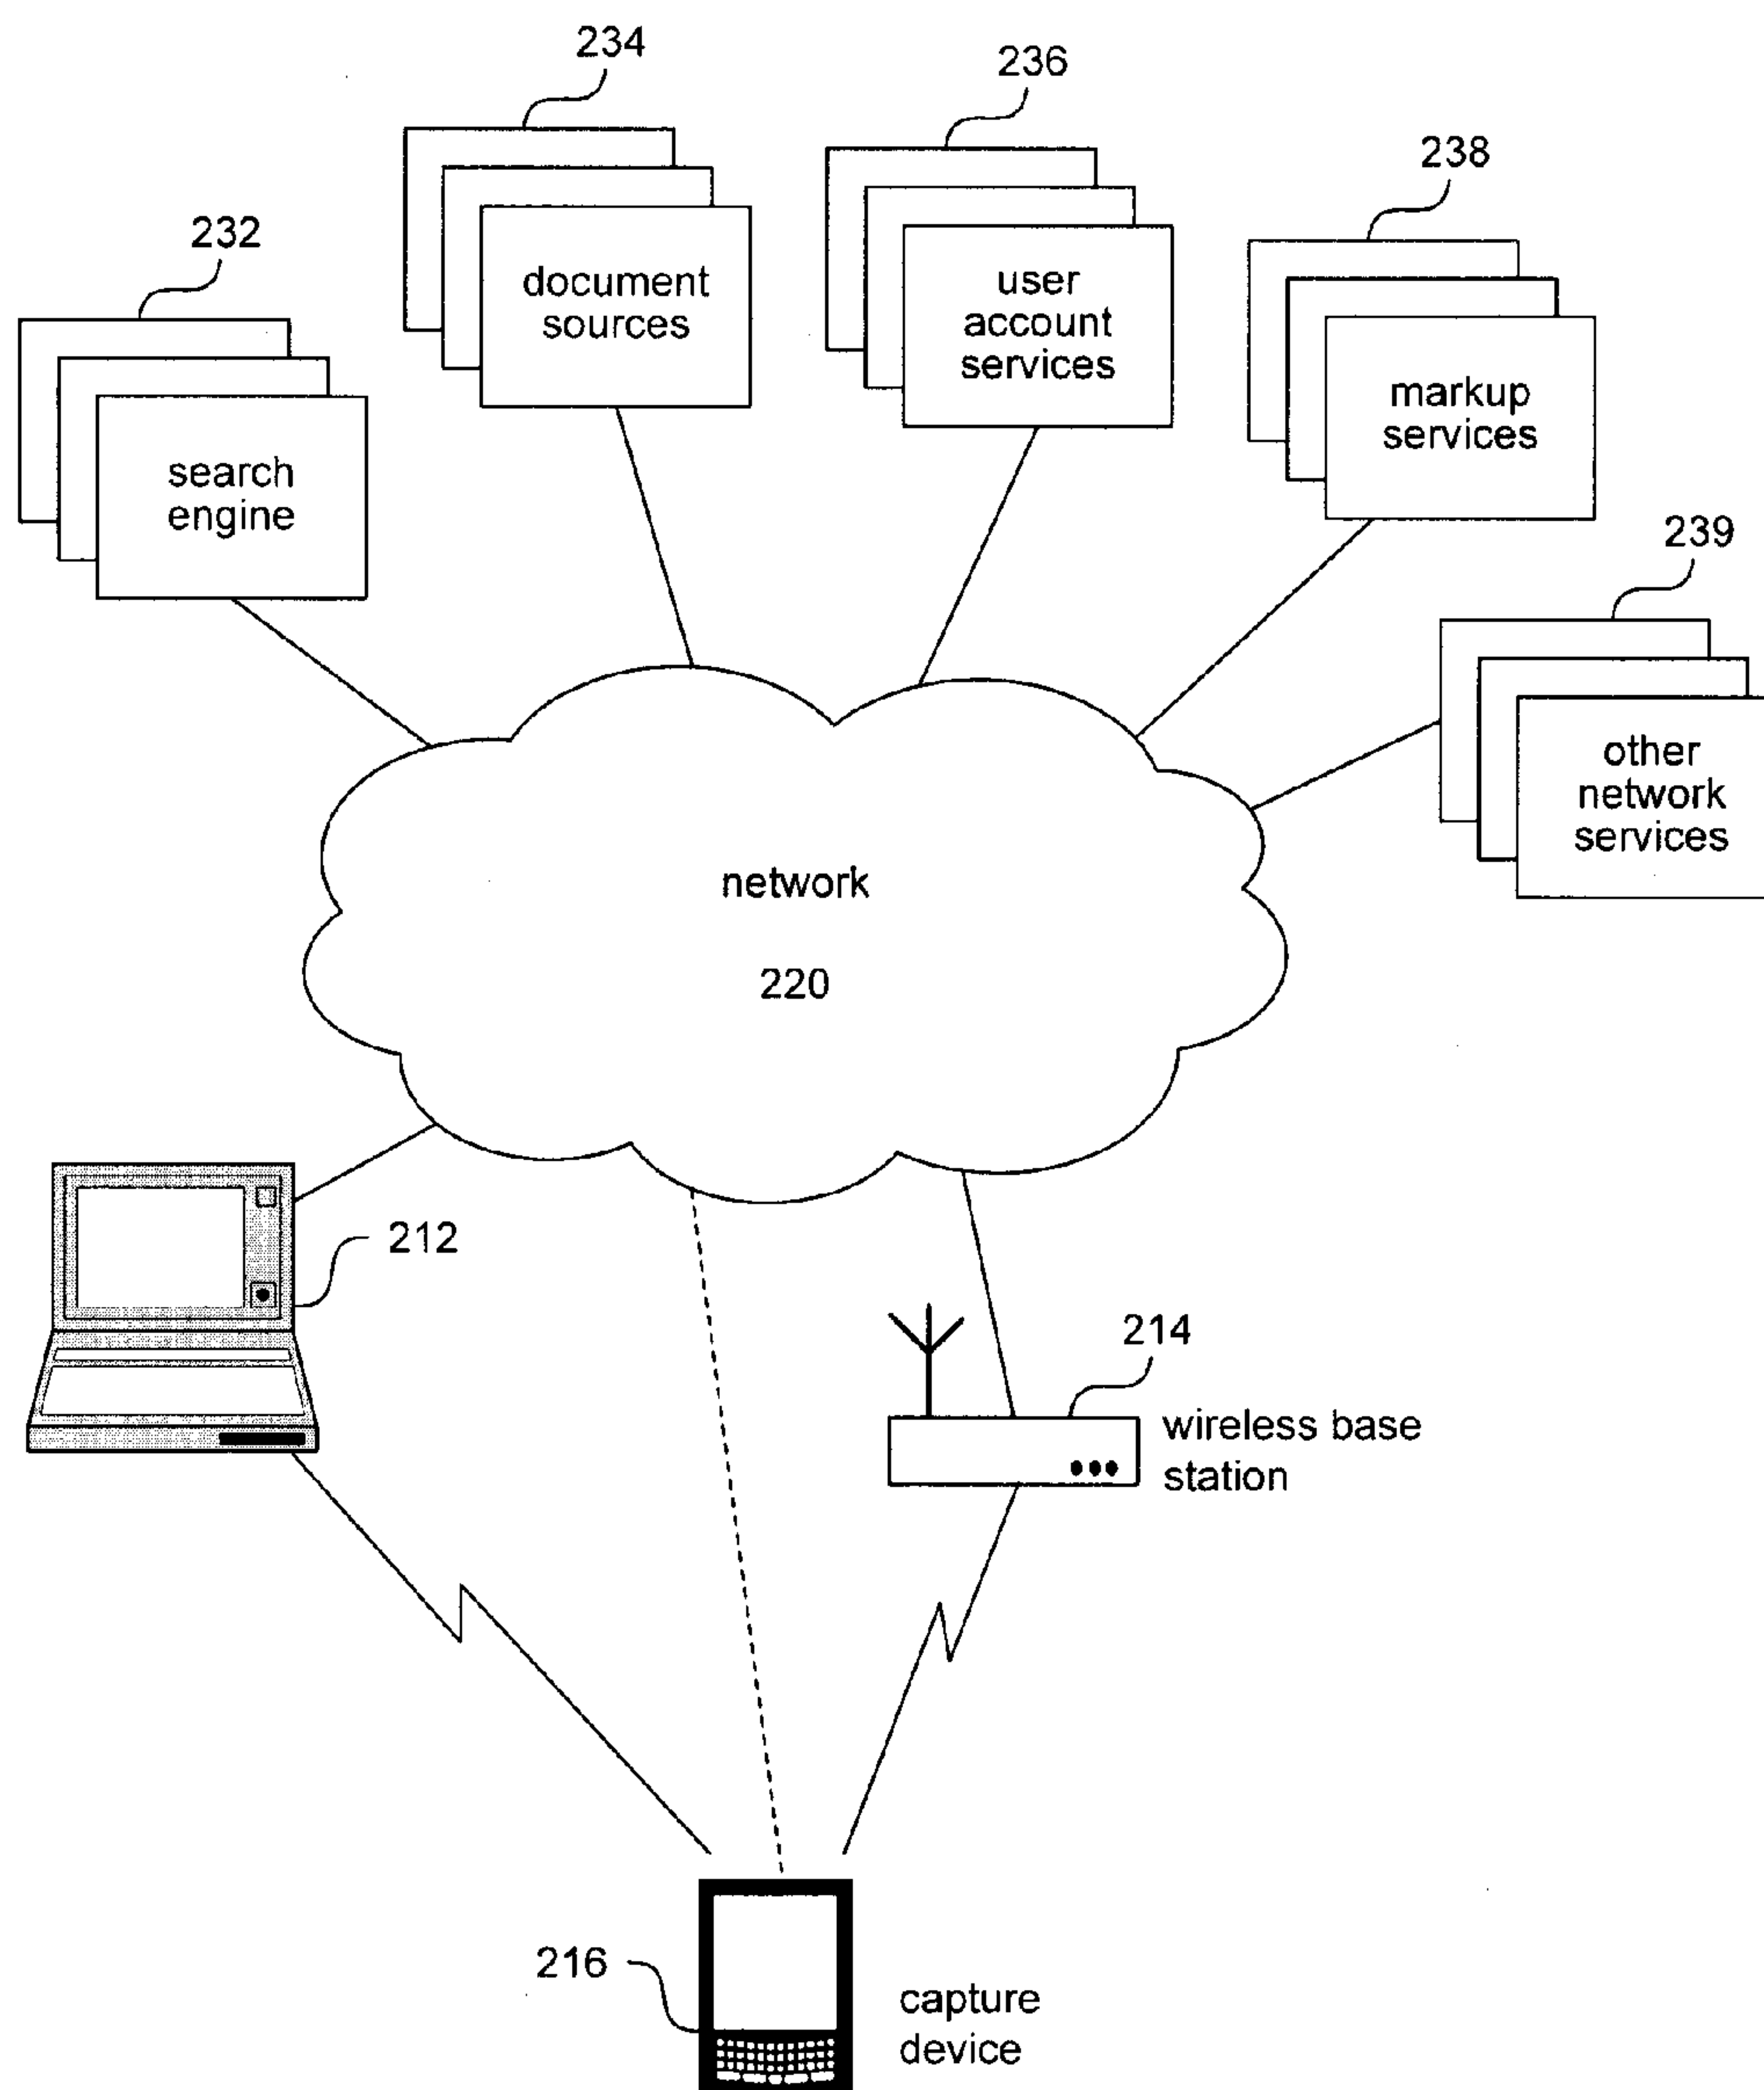 234
236
238
232
document
sources
user
account
services
markup
services
search
engine
239
other
network
services
network
220
212
214
wireless base
station
216
capture
device